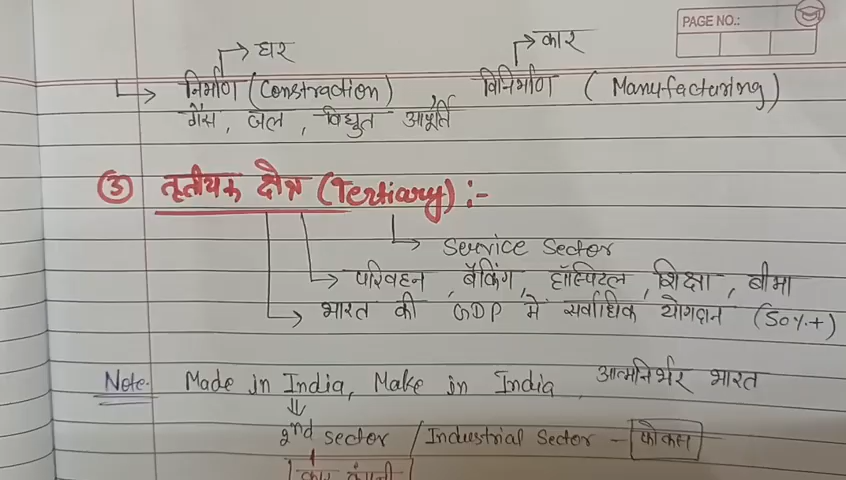 PAGE NO.:
घर कार
निर्माण (Constraction) विनिर्माण (Manufacturing)
गैस, जल, विद्युत आपूर्ति
③ तृतीयक क्षेत्र (Tertiary) :-
Service Sector
परिवहन, बैंकिंग, हॉस्पिटल, शिक्षा, बीमा
भारत की GDP में सर्वाधिक योगदान (50%+)
Note. Made in India, Make in India, आत्मनिर्भर भारत
2nd sector / Industrial Sector - फोकस